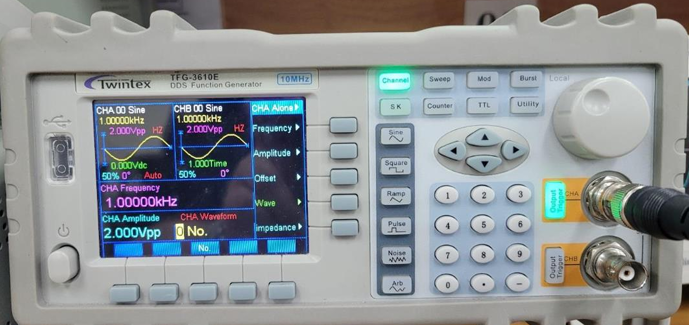 Twintex
TFG-3610E
DDS Function Generator
10MHz
CHA 00 Sine
1.00000kHz
2.000Vpp HZ
0.000Vdc
50% 0° Auto
CHB 00 Sine
1.00000kHz
2.000Vpp HZ
1.000Time
50% 0°
CHA Alone
Frequency
Amplitude
Offset
Wave
impedance
CHA Frequency
1.00000kHz
CHA Amplitude
2.000Vpp
CHA Waveform
0 No.
No.
Channel
Sweep
Mod
Burst
Local
Counter
TTL
Utility
Sine
Square
Ramp
Pulse
Noise
Arb
1
2
3
4
5
6
7
8
9
0
•
−
Output
Trigger
CHA
Output
Trigger
CHB